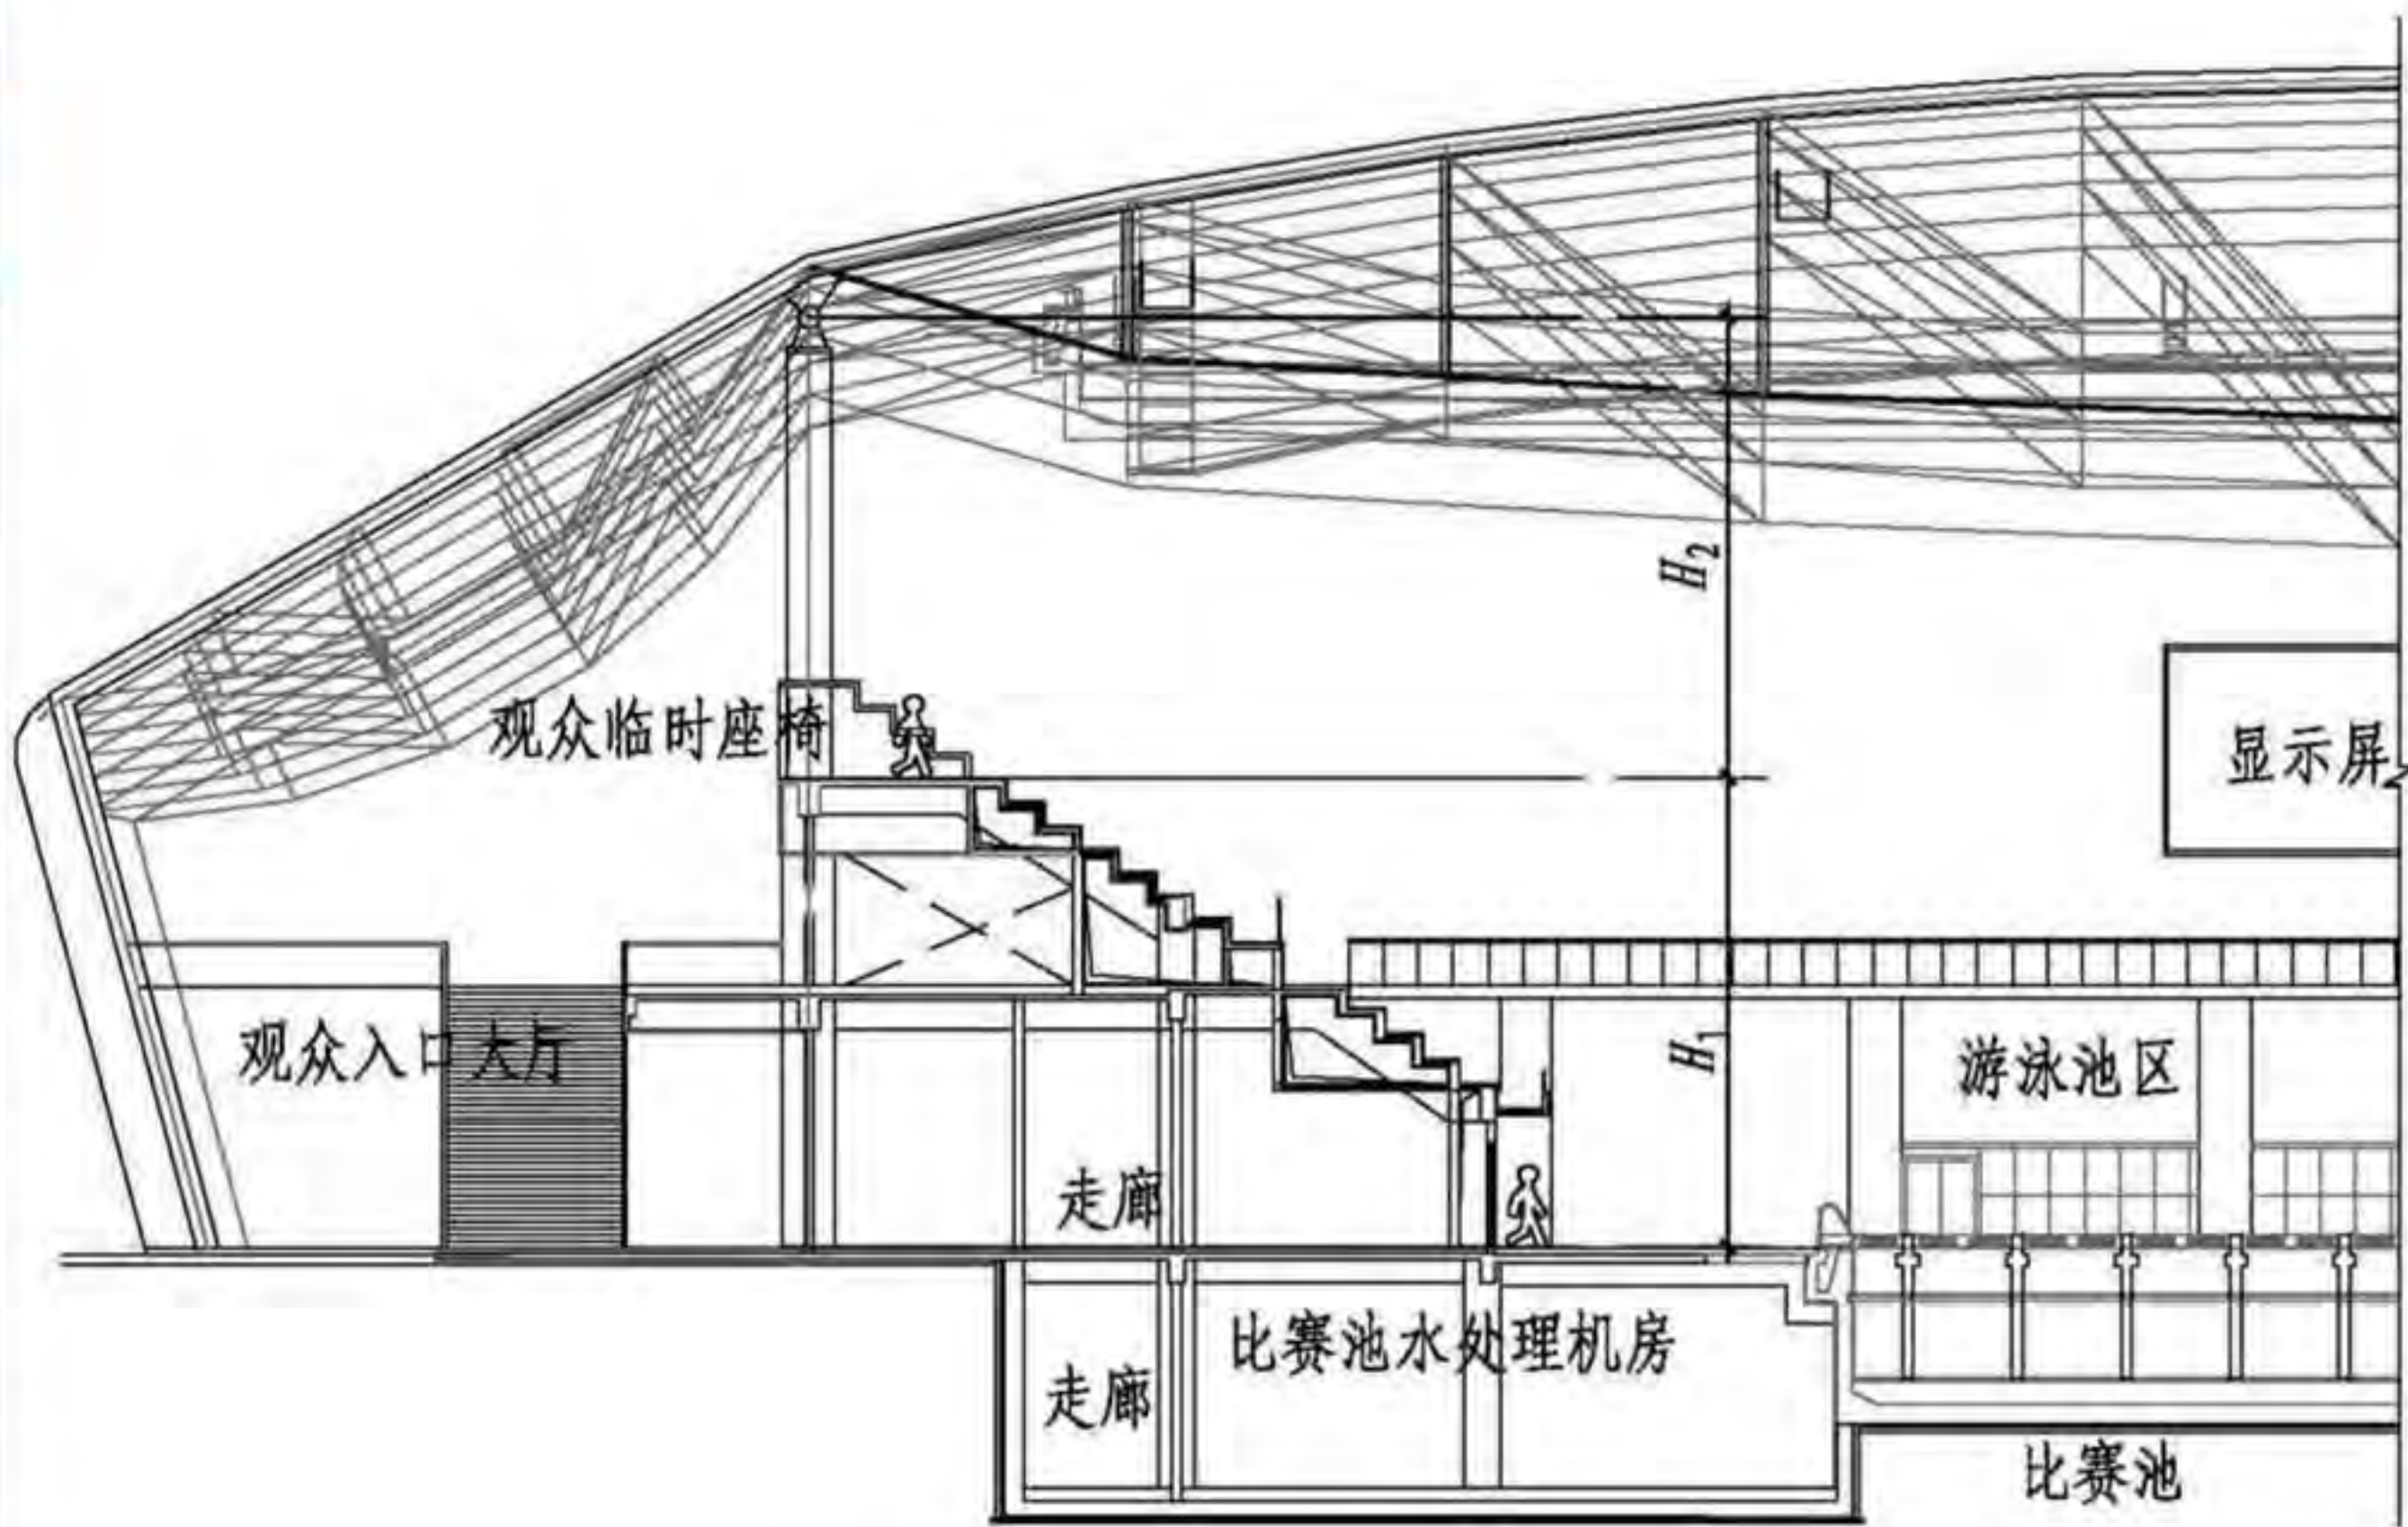 H₂
观众临时座椅
显示屏
观众入口大厅
H₁
游泳池区
走廊
比赛池水处理机房
走廊
比赛池